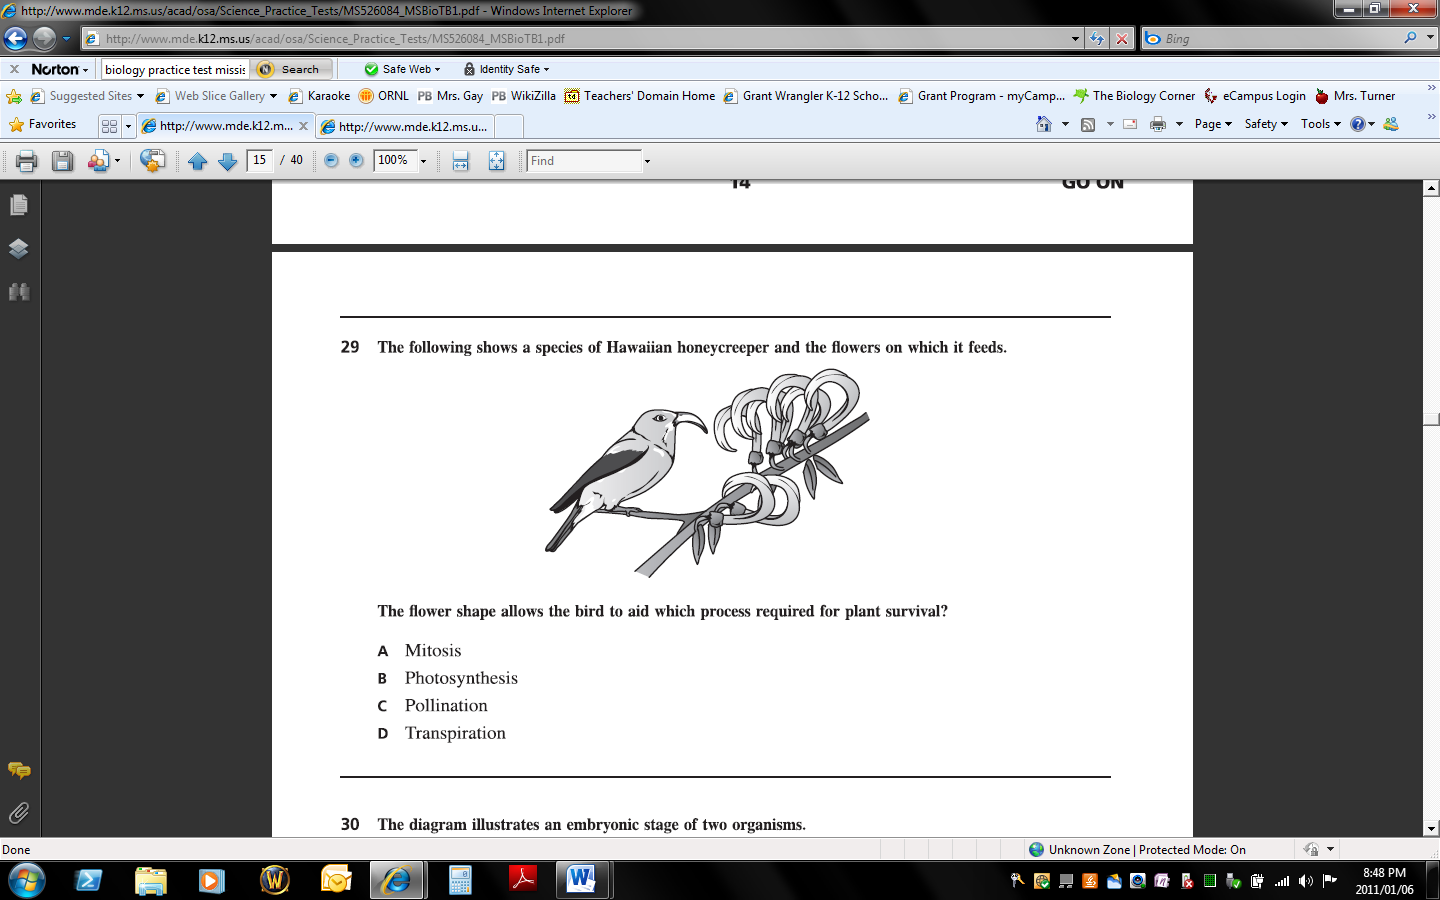 http://www.mde.k12.ms.us/acad/osa/Science_Practice_Tests/MS526084_MSBioTB1.pdf - Windows Internet Explorer
http://www.mde.k12.ms.us/acad/osa/Science_Practice_Tests/MS526084_MSBioTB1.pdf
Bing
x Norton biology practice test missis Search Safe Web Identity Safe
Suggested Sites Web Slice Gallery Karaoke ORNL PB Mrs. Gay PB WikiZilla td Teachers' Domain Home Grant Wrangler K-12 Scho... Grant Program - myCamp... The Biology Corner eCampus Login Mrs. Turner
Favorites http://www.mde.k12.m... x http://www.mde.k12.ms.u... Page Safety Tools
15 / 40 100% Find
14 GO ON
29 The following shows a species of Hawaiian honeycreeper and the flowers on which it feeds.
The flower shape allows the bird to aid which process required for plant survival?
A Mitosis
B Photosynthesis
C Pollination
D Transpiration
30 The diagram illustrates an embryonic stage of two organisms.
Done Unknown Zone | Protected Mode: On
8:48 PM
2011/01/06